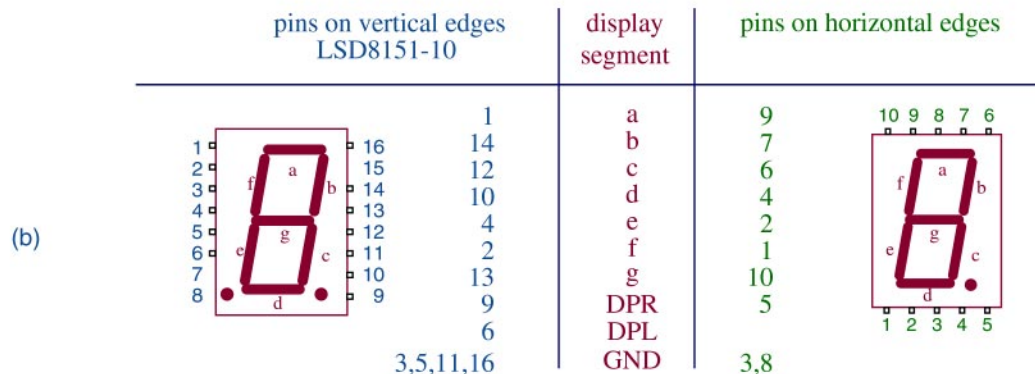 pins on vertical edges display pins on horizontal edges
LSD8151-10 segment
1 a 9
14 b 7
12 c 6
10 d 4
4 e 2
2 f 1
13 g 10
9 DPR 5
6 DPL
3,5,11,16 GND 3,8
(b)
1 16
2 15
3 14
4 13
5 12
6 11
7 10
8 9
a
f b
g
e c
d
10 9 8 7 6
a
f b
g
e c
d
1 2 3 4 5